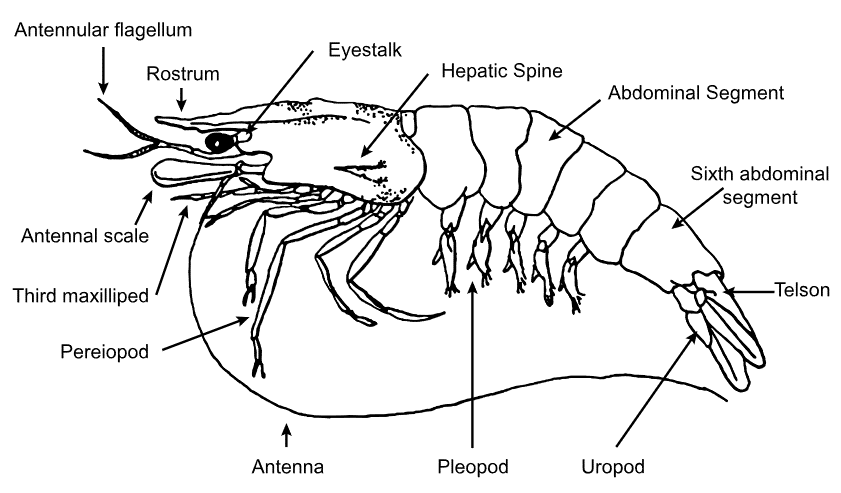 Antennular flagellum
Eyestalk
Rostrum
Hepatic Spine
Abdominal Segment
Sixth abdominal
segment
Antennal scale
Third maxilliped
Telson
Pereiopod
Antenna
Pleopod
Uropod